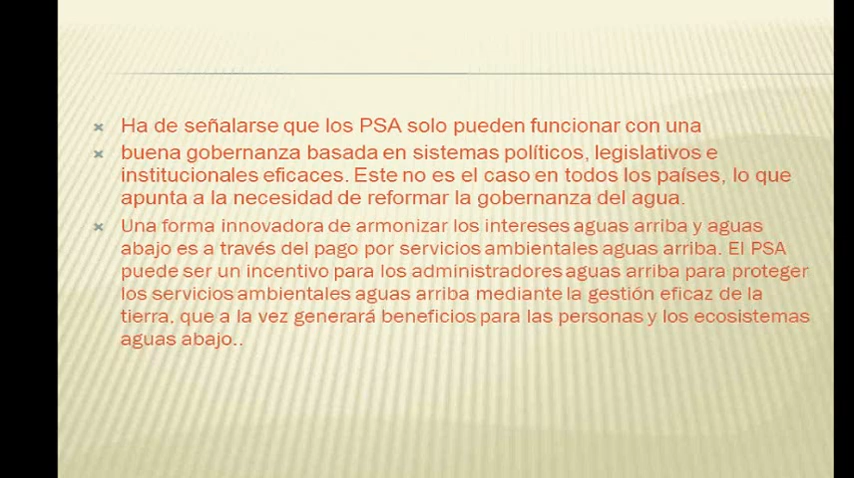 Ha de señalarse que los PSA solo pueden funcionar con una
buena gobernanza basada en sistemas políticos, legislativos e
institucionales eficaces. Este no es el caso en todos los países, lo que
apunta a la necesidad de reformar la gobernanza del agua.
Una forma innovadora de armonizar los intereses aguas arriba y aguas
abajo es a través del pago por servicios ambientales aguas arriba. El PSA
puede ser un incentivo para los administradores aguas arriba para proteger
los servicios ambientales aguas arriba mediante la gestión eficaz de la
tierra, que a la vez generará beneficios para las personas y los ecosistemas
aguas abajo..